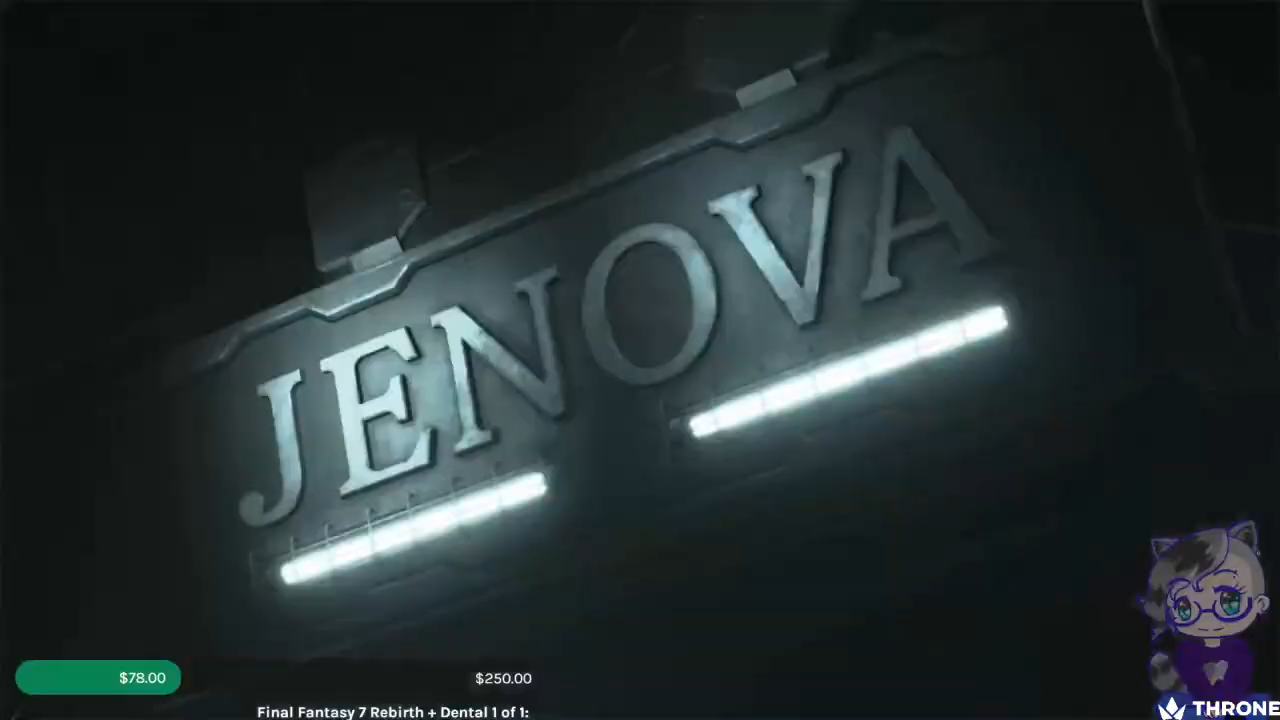 JENOVA
$78.00 $250.00
Final Fantasy 7 Rebirth + Dental 1 of 1:
THRONE